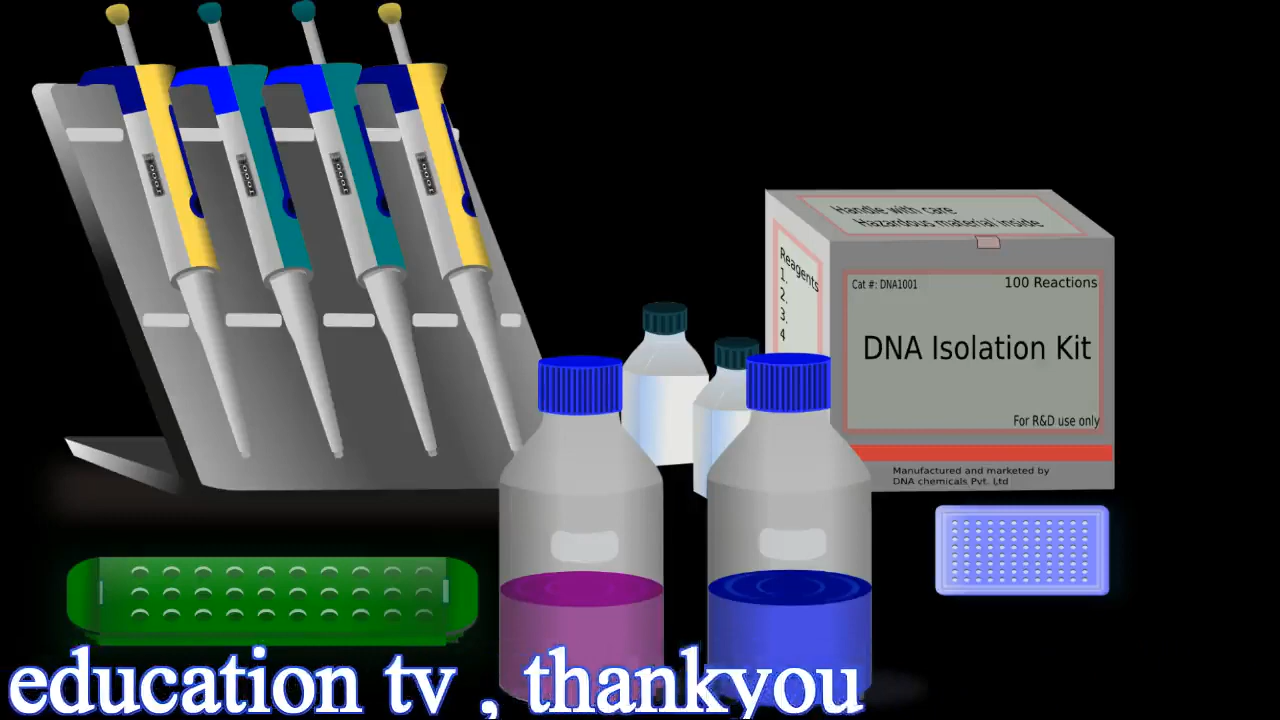 Handle with care
Hazardous material inside
Reagents
1.
2.
3.
4
Cat #: DNA1001
100 Reactions
DNA Isolation Kit
For R&D use only
Manufactured and marketed by
DNA chemicals Pvt. Ltd
education tv , thankyou